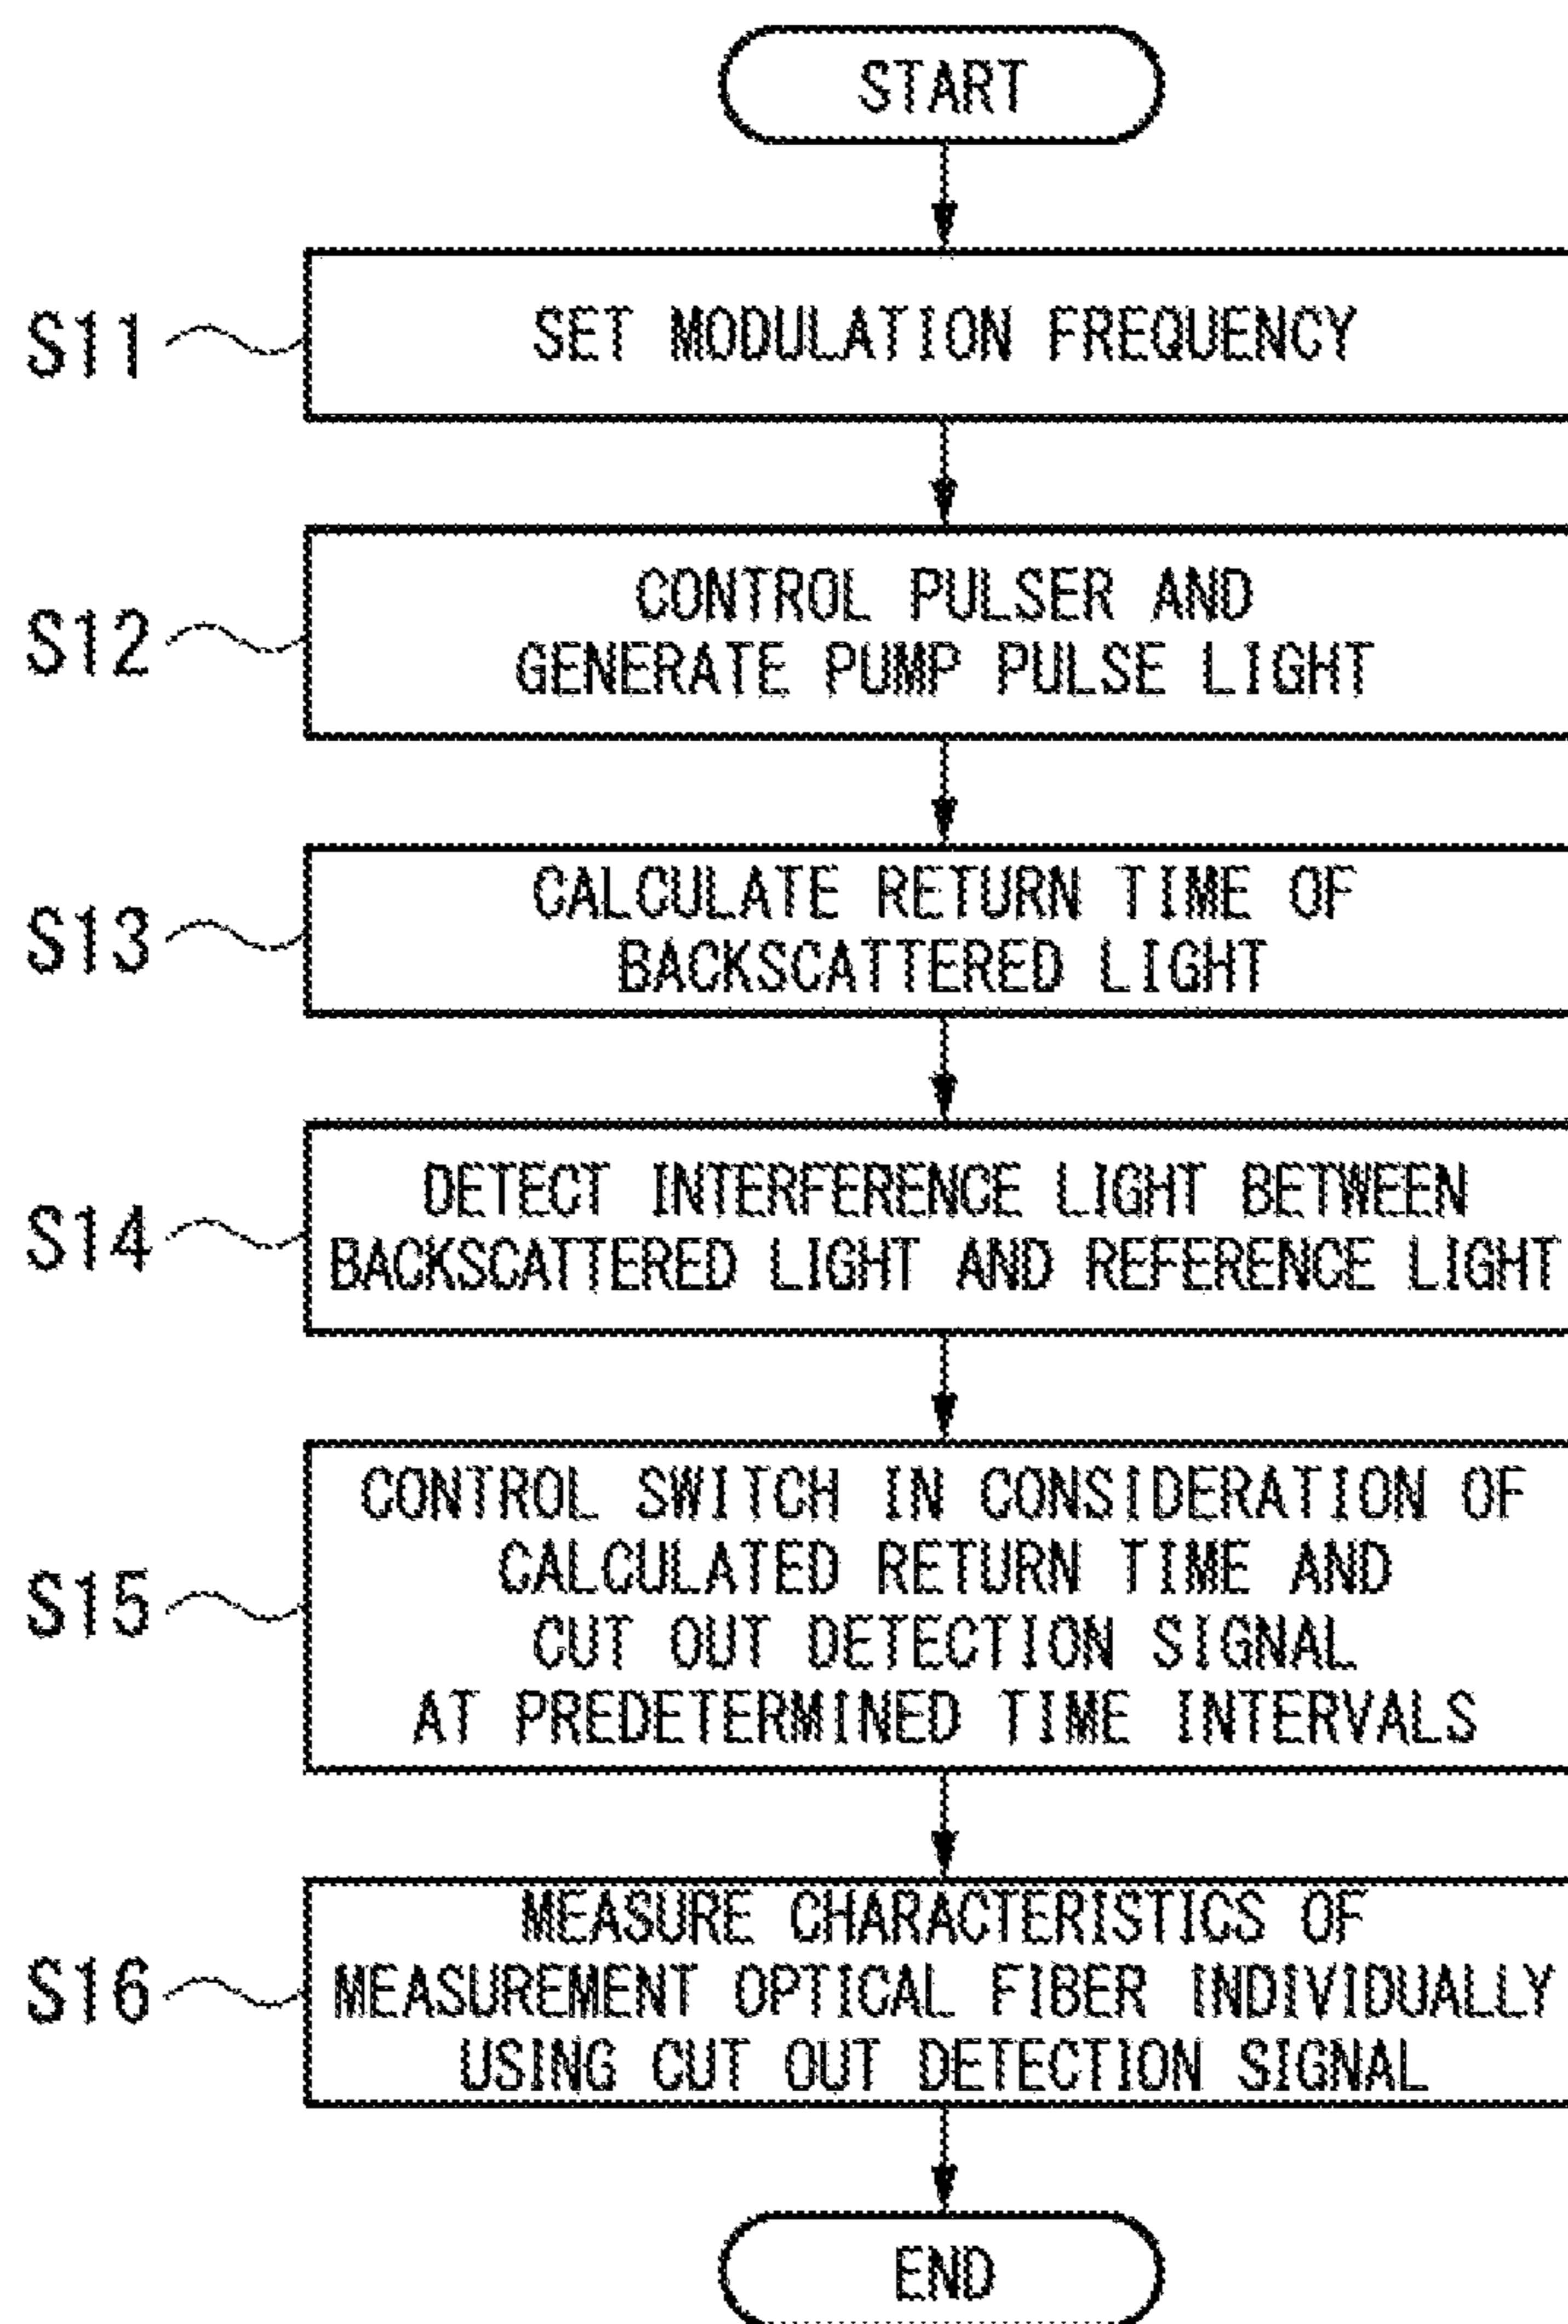 START
S11
SET MODULATION FREQUENCY
S12
CONTROL PULSER AND
GENERATE PUMP PULSE LIGHT
S13
CALCULATE RETURN TIME OF
BACKSCATTERED LIGHT
S14
DETECT INTERFERENCE LIGHT BETWEEN
BACKSCATTERED LIGHT AND REFERENCE LIGHT
S15
CONTROL SWITCH IN CONSIDERATION OF
CALCULATED RETURN TIME AND
CUT OUT DETECTION SIGNAL
AT PREDETERMINED TIME INTERVALS
S16
MEASURE CHARACTERISTICS OF
MEASUREMENT OPTICAL FIBER INDIVIDUALLY
USING CUT OUT DETECTION SIGNAL
END